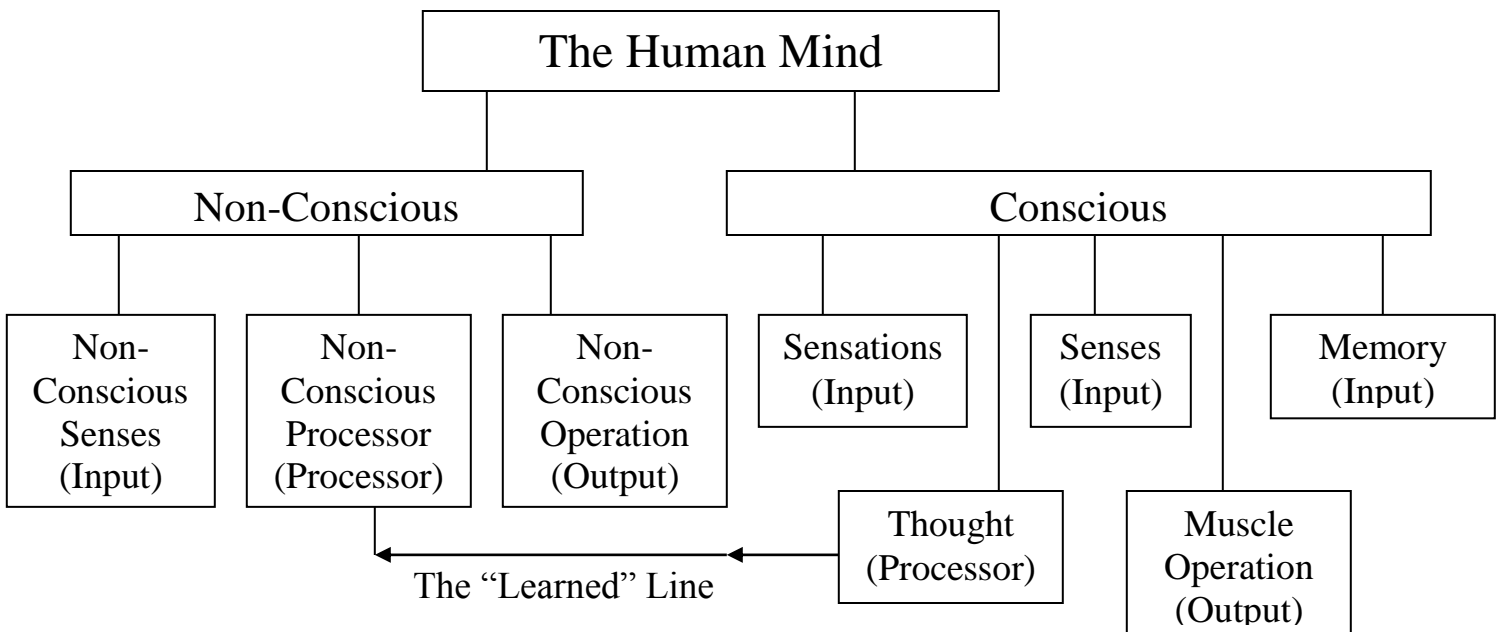 The Human Mind
Non-Conscious
Conscious
Non-
Conscious
Senses
(Input)
Non-
Conscious
Processor
(Processor)
Non-
Conscious
Operation
(Output)
Sensations
(Input)
Senses
(Input)
Memory
(Input)
Thought
(Processor)
Muscle
Operation
(Output)
The “Learned” Line